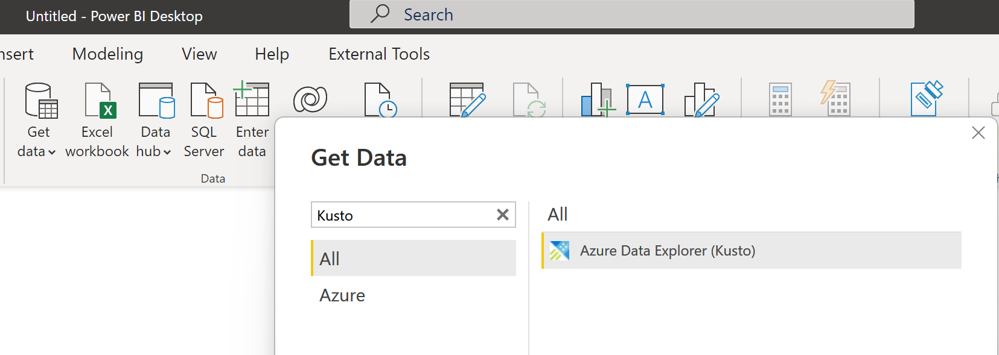 Untitled - Power BI Desktop
Search
nsert
Modeling
View
Help
External Tools
Get data
Excel workbook
Data hub
SQL Server
Enter data
Data
Get Data
Kusto
All
Azure
All
Azure Data Explorer (Kusto)